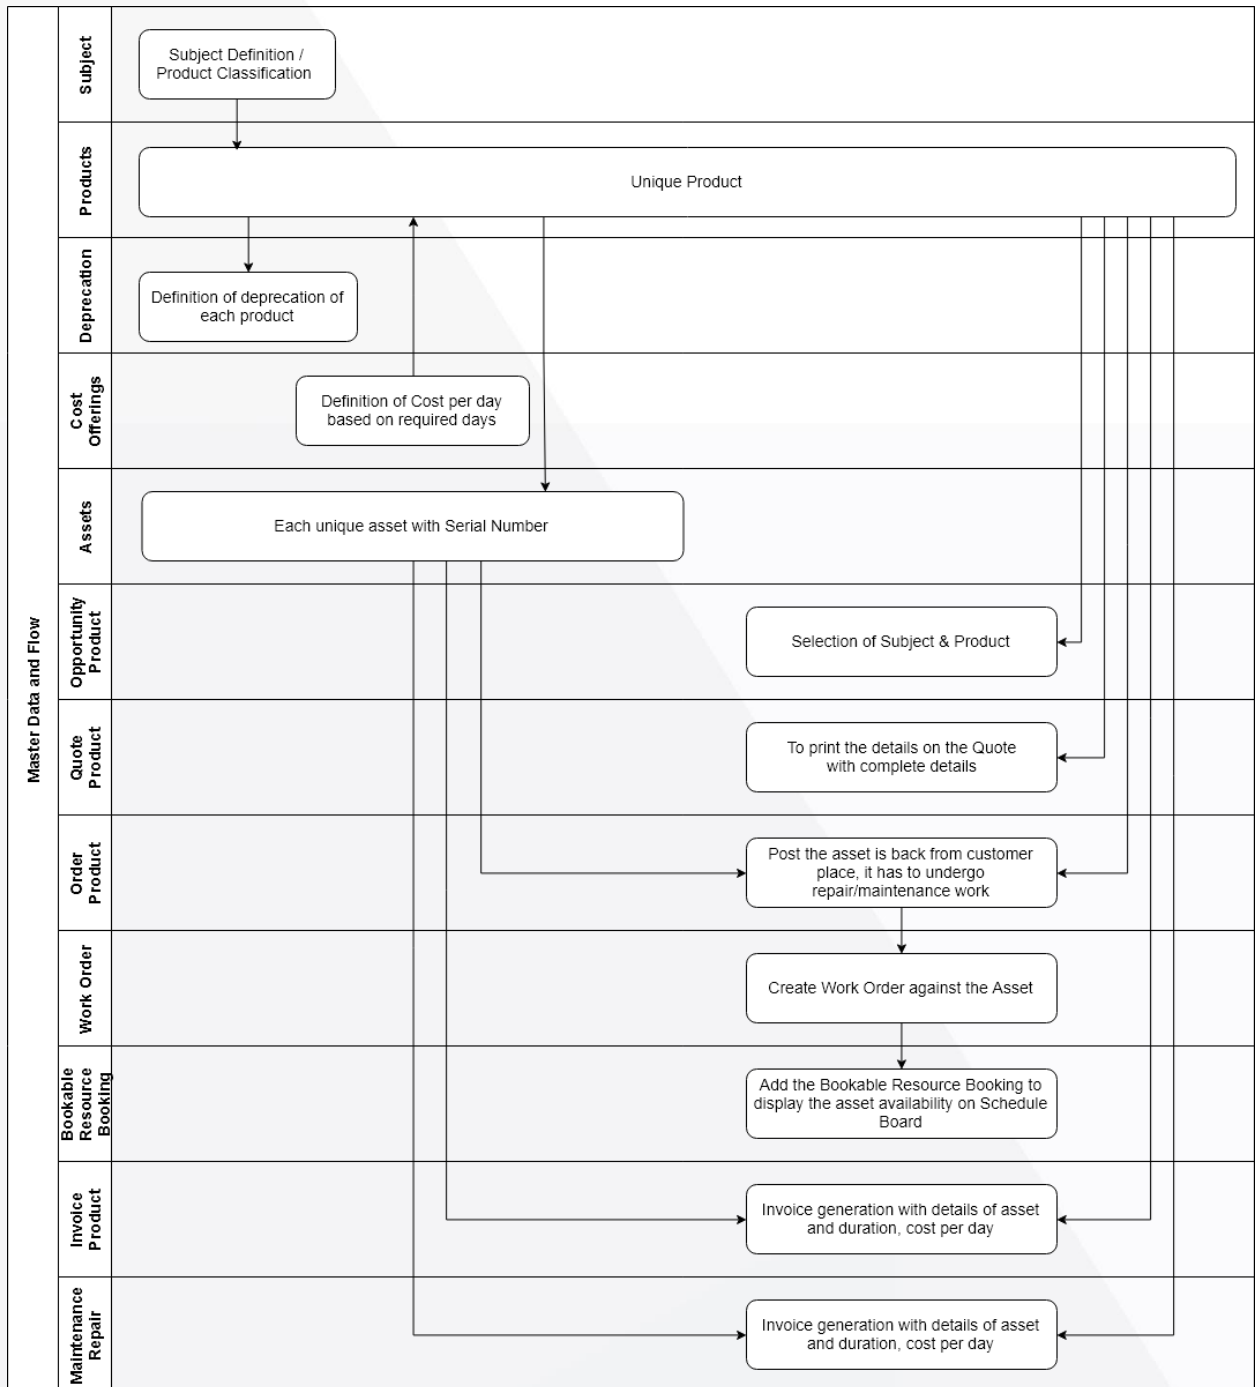 Master Data and Flow
Subject
Subject Definition /
Product Classification
Products
Unique Product
Deprecation
Definition of deprecation of
each product
Cost
Offerings
Definition of Cost per day
based on required days
Assets
Each unique asset with Serial Number
Opportunity
Product
Selection of Subject & Product
Quote
Product
To print the details on the Quote
with complete details
Order
Product
Post the asset is back from customer
place, it has to undergo
repair/maintenance work
Work Order
Create Work Order against the Asset
Bookable
Resource
Booking
Add the Bookable Resource Booking to
display the asset availability on Schedule
Board
Invoice
Product
Invoice generation with details of asset
and duration, cost per day
Maintenance
Repair
Invoice generation with details of asset
and duration, cost per day